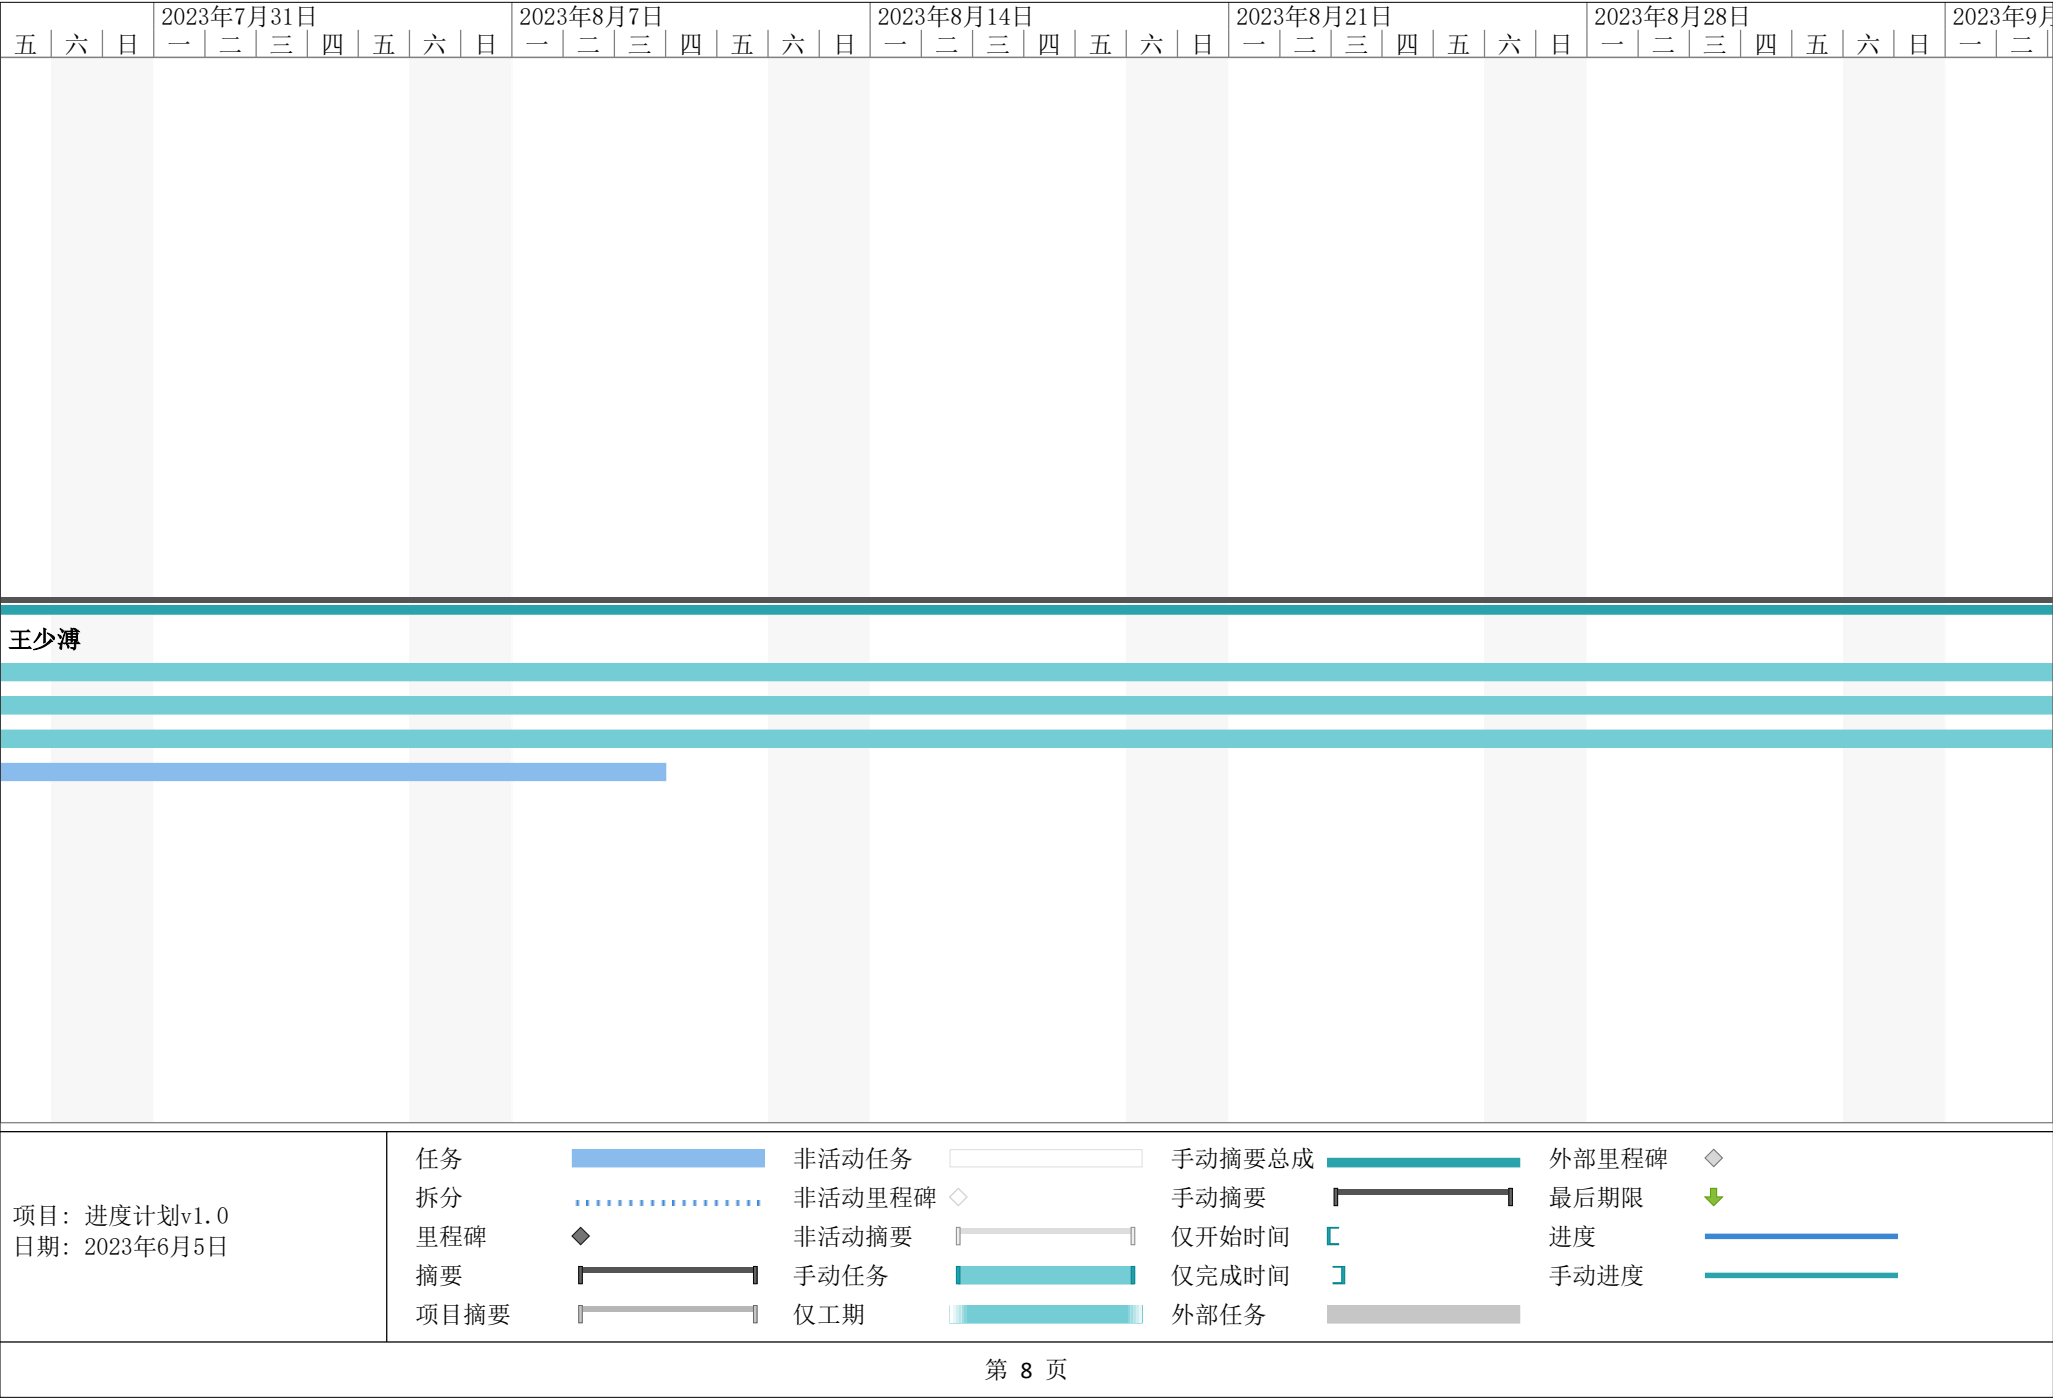 2023年7月31日 2023年8月7日 2023年8月14日 2023年8月21日 2023年8月28日 2023年9月
五 六 日 一 二 三 四 五 六 日 一 二 三 四 五 六 日 一 二 三 四 五 六 日 一 二 三 四 五 六 日 一 二 三 四 五 六 日 一 二
王少溥
任务 非活动任务 手动摘要总成 外部里程碑
拆分 非活动里程碑 手动摘要 最后期限
项目: 进度计划v1.0
日期: 2023年6月5日
里程碑 非活动摘要 仅开始时间 进度
摘要 手动任务 仅完成时间 手动进度
项目摘要 仅工期 外部任务
第 8 页